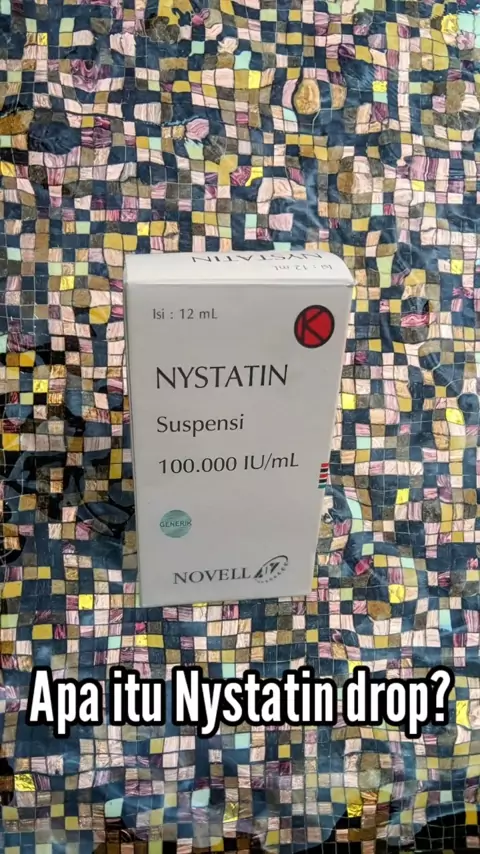 NYSTATIN
Isi : 12 mL
Isi : 12 mL
K
NYSTATIN
Suspensi
100.000 IU/mL
GENERIK
NOVELL
Apa itu Nystatin drop?